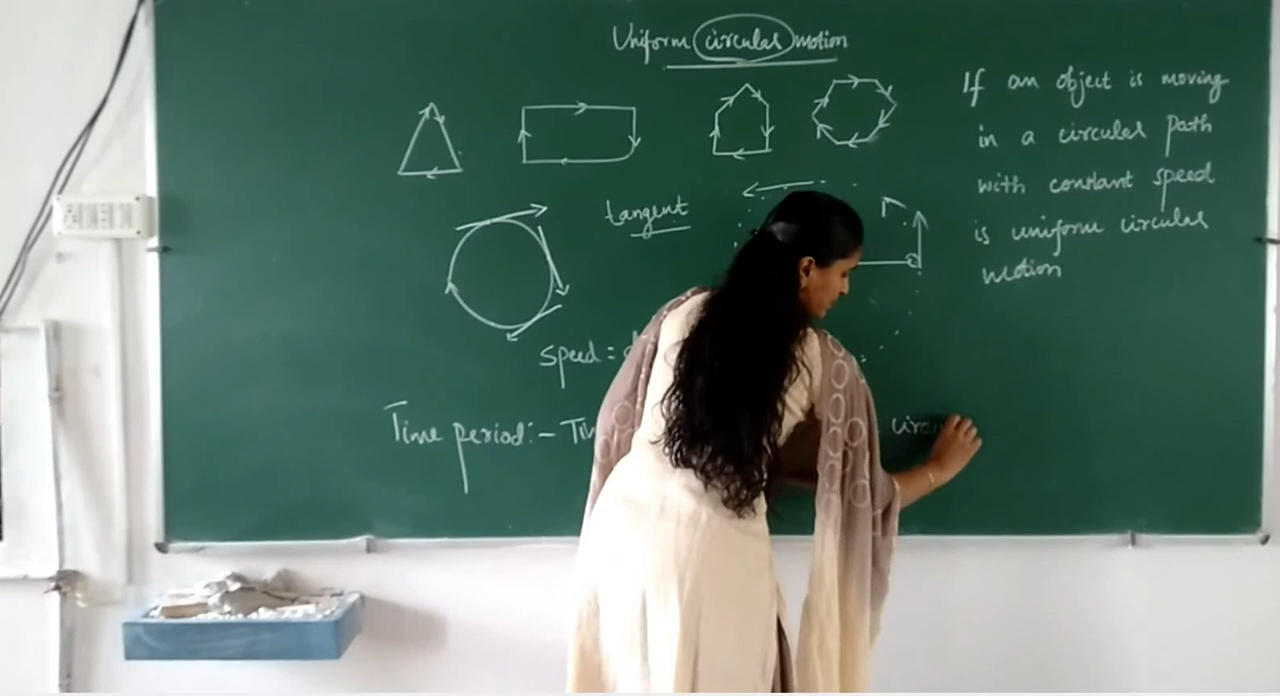 Uniform circular motion
If an object is moving
in a circular path
with constant speed
is uniform circular
motion
tangent
speed =
Time period:-